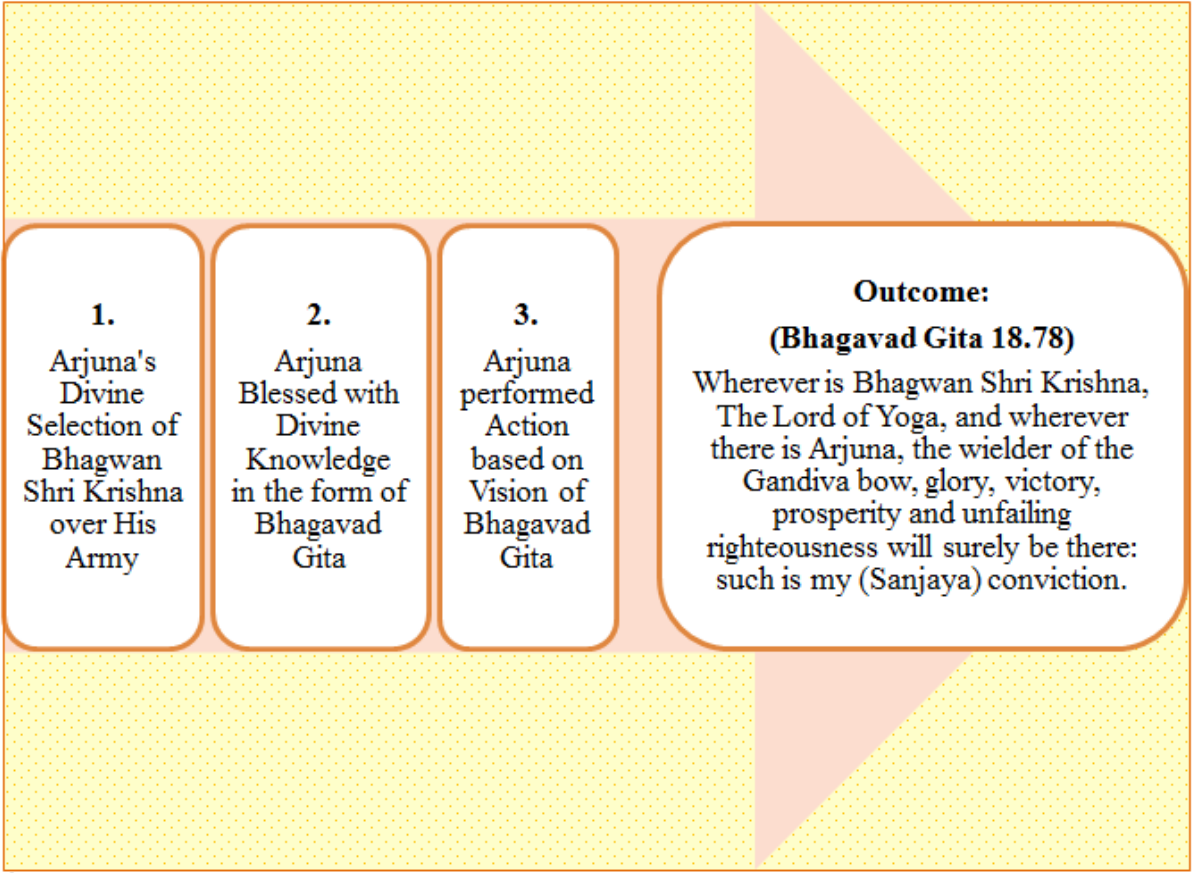 1.
Arjuna's
Divine
Selection of
Bhagwan
Shri Krishna
over His
Army
2.
Arjuna
Blessed with
Divine
Knowledge
in the form of
Bhagavad
Gita
3.
Arjuna
performed
Action
based on
Vision of
Bhagavad
Gita
Outcome:
(Bhagavad Gita 18.78)
Wherever is Bhagwan Shri Krishna,
The Lord of Yoga, and wherever
there is Arjuna, the wielder of the
Gandiva bow, glory, victory,
prosperity and unfailing
righteousness will surely be there:
such is my (Sanjaya) conviction.